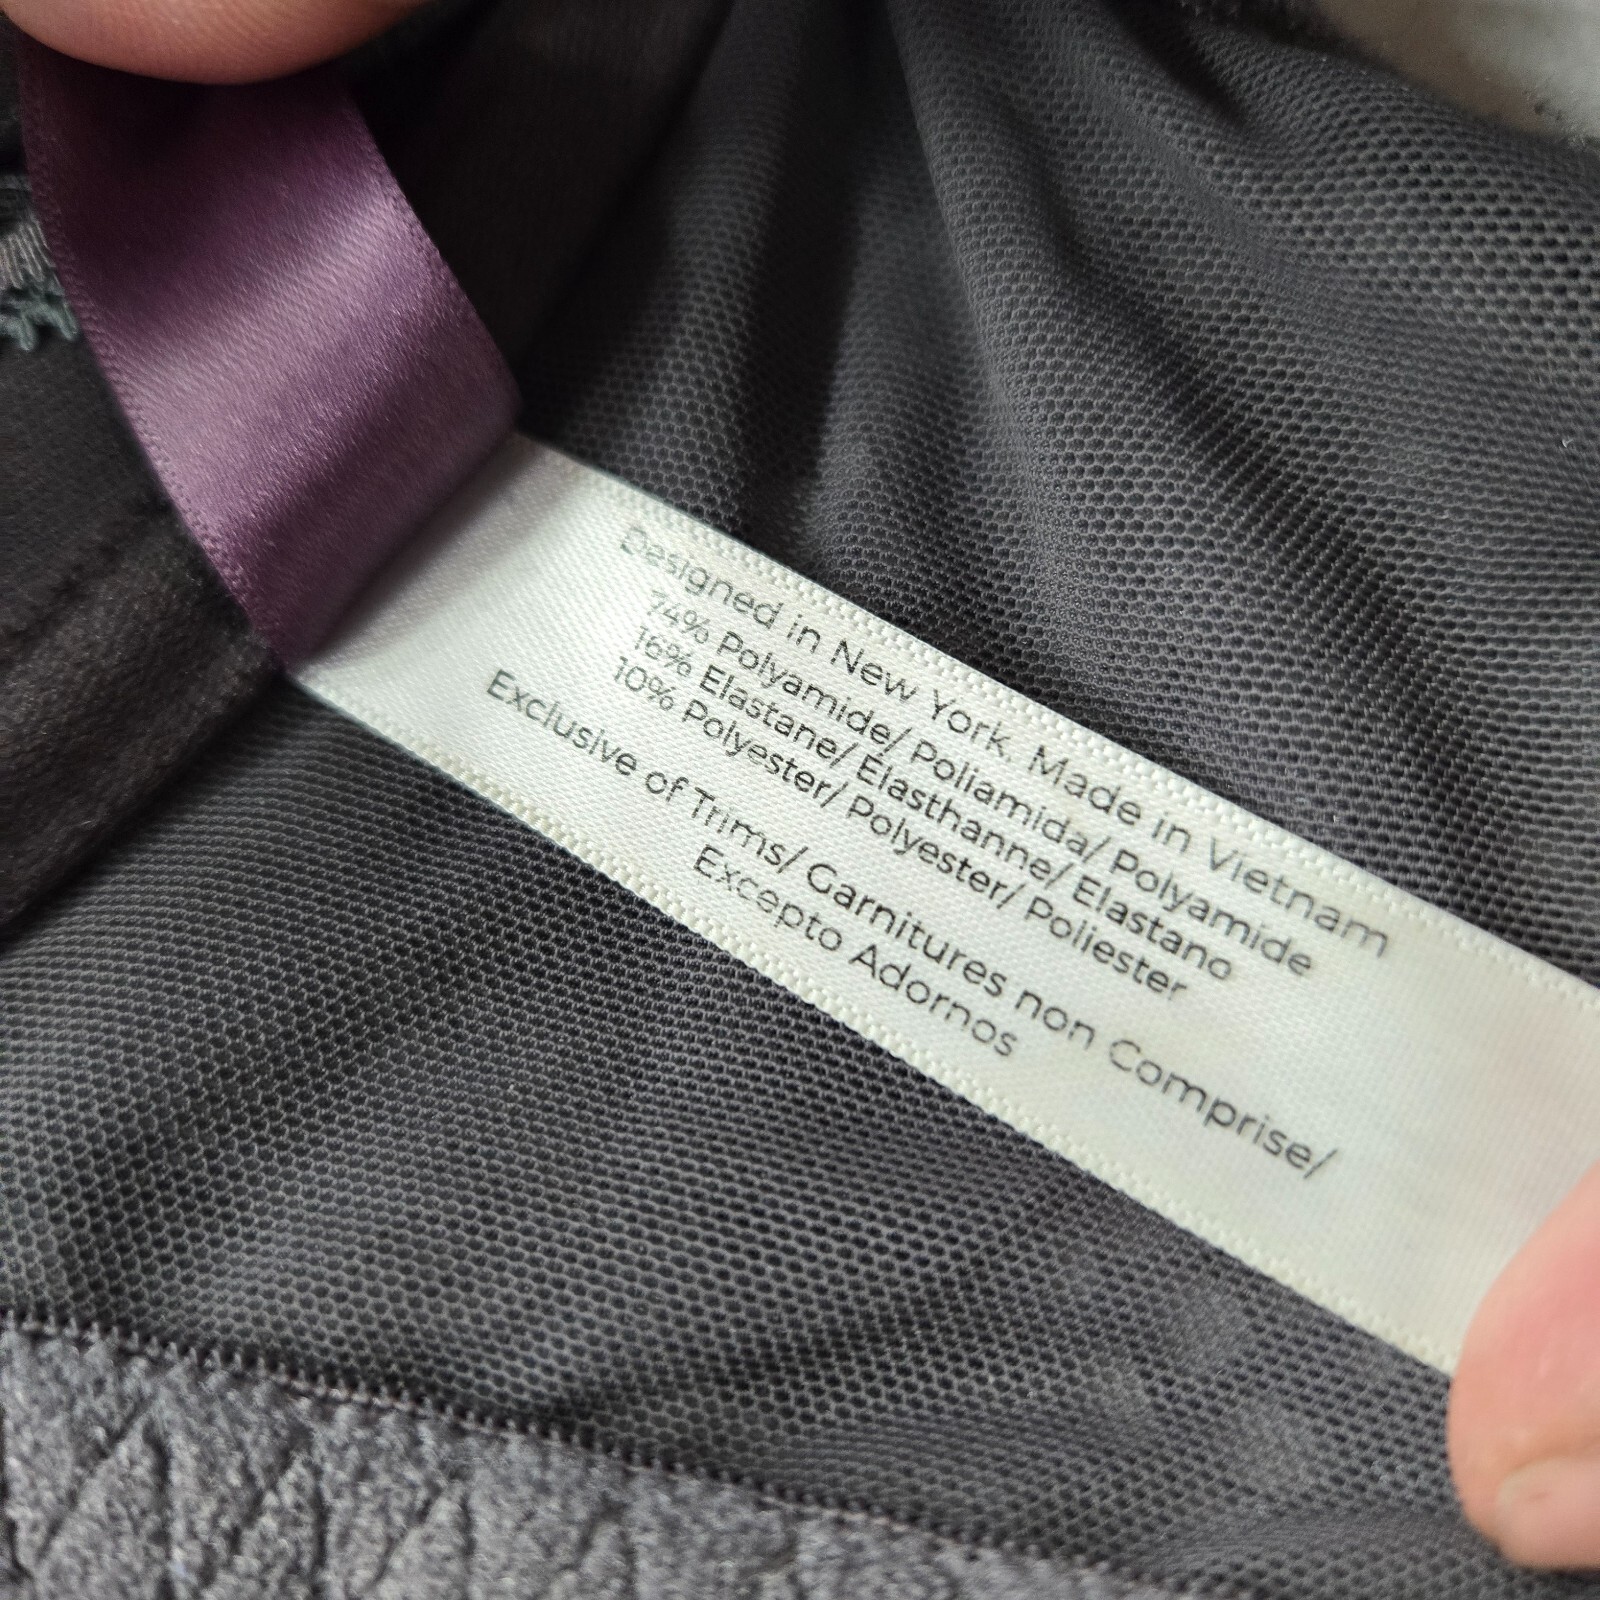 Designed in New York. Made in Vietnam
74% Polyamide/ Poliamida/ Polyamide
16% Elastane/ Elasthanne/ Elastano
10% Polyester/ Polyester/ Poliester
Exclusive of Trims/ Garnitures non Comprise/
Excepto Adornos